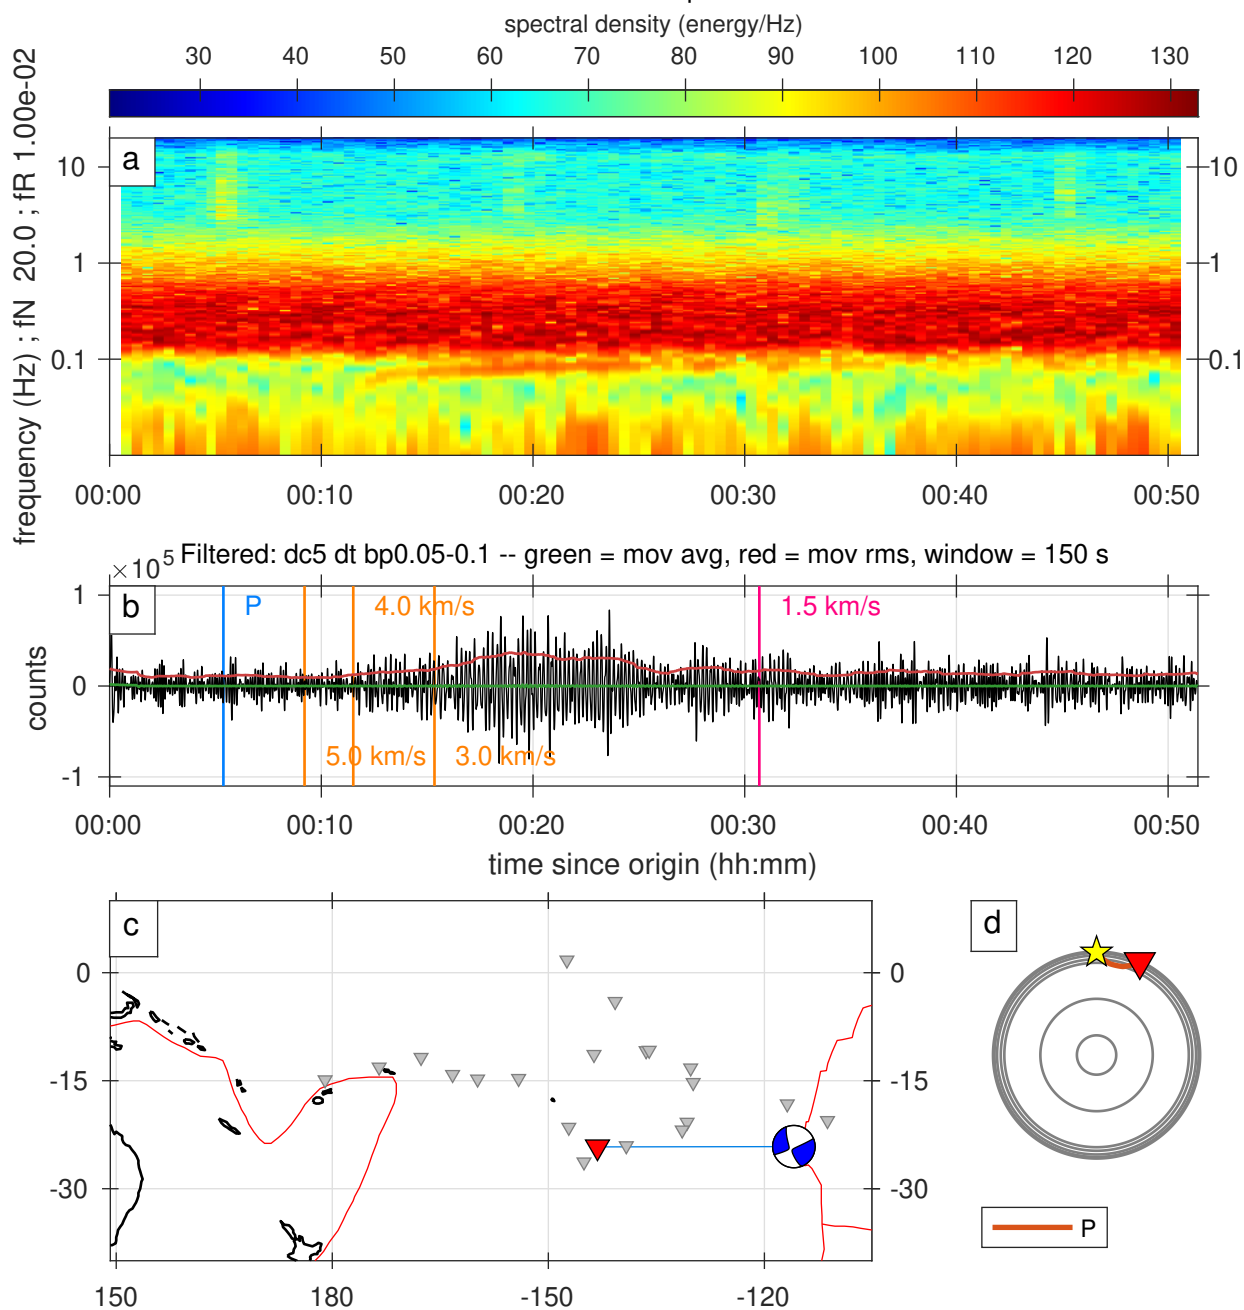 spectral density (energy/Hz)
30 40 50 60 70 80 90 100 110 120 130
frequency (Hz) ; fN 20.0 ; fR 1.00e-02
a
10 10
1 1
0.1 0.1
00:00 00:10 00:20 00:30 00:40 00:50
×10^5 Filtered: dc5 dt bp0.05-0.1 -- green = mov avg, red = mov rms, window = 150 s
b
counts
1
0
-1
P 4.0 km/s 1.5 km/s
5.0 km/s 3.0 km/s
00:00 00:10 00:20 00:30 00:40 00:50
time since origin (hh:mm)
c
0 0
-15 -15
-30 -30
150 180 -150 -120
d
P